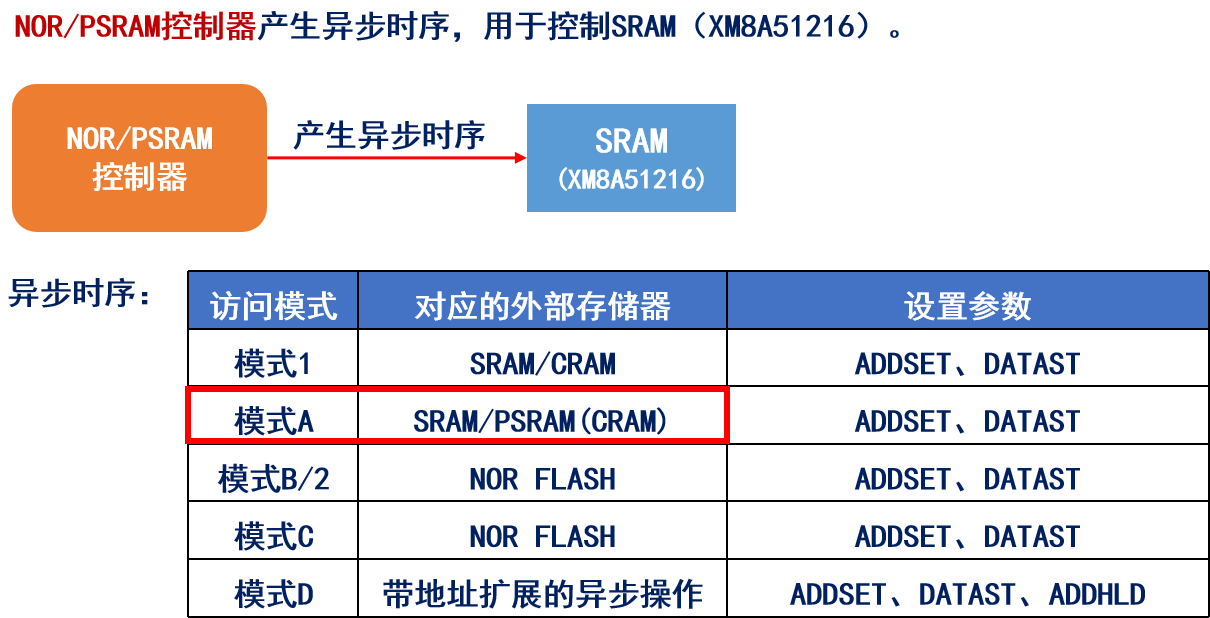 NOR/PSRAM控制器产生异步时序，用于控制SRAM（XM8A51216）。
NOR/PSRAM
控制器
产生异步时序
SRAM
(XM8A51216)
异步时序：
访问模式 对应的外部存储器 设置参数
模式1 SRAM/CRAM ADDSET、DATAST
模式A SRAM/PSRAM(CRAM) ADDSET、DATAST
模式B/2 NOR FLASH ADDSET、DATAST
模式C NOR FLASH ADDSET、DATAST
模式D 带地址扩展的异步操作 ADDSET、DATAST、ADDHLD